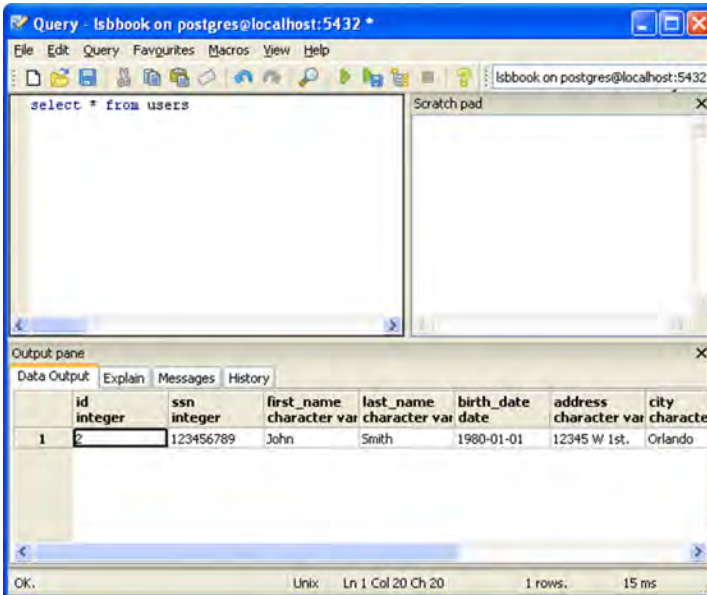 Query - lsbbook on postgres@localhost:5432 *
File Edit Query Favourites Macros View Help
lsbbook on postgres@localhost:5432
select * from users
Scratch pad
Output pane
Data Output Explain Messages History
id ssn first_name last_name birth_date address city
integer integer character var character var date character var characte
1 2 123456789 John Smith 1980-01-01 12345 W 1st. Orlando
OK. Unix Ln 1 Col 20 Ch 20 1 rows. 15 ms